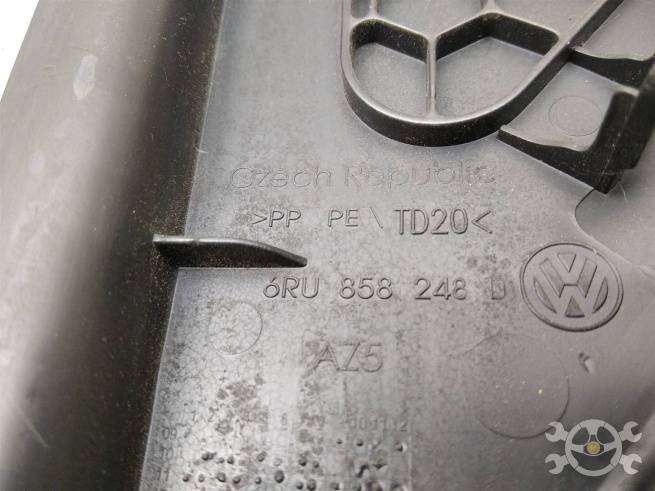 Czech Republic
>PP PE\ TD20<
6RU 858 248 D
AZ5